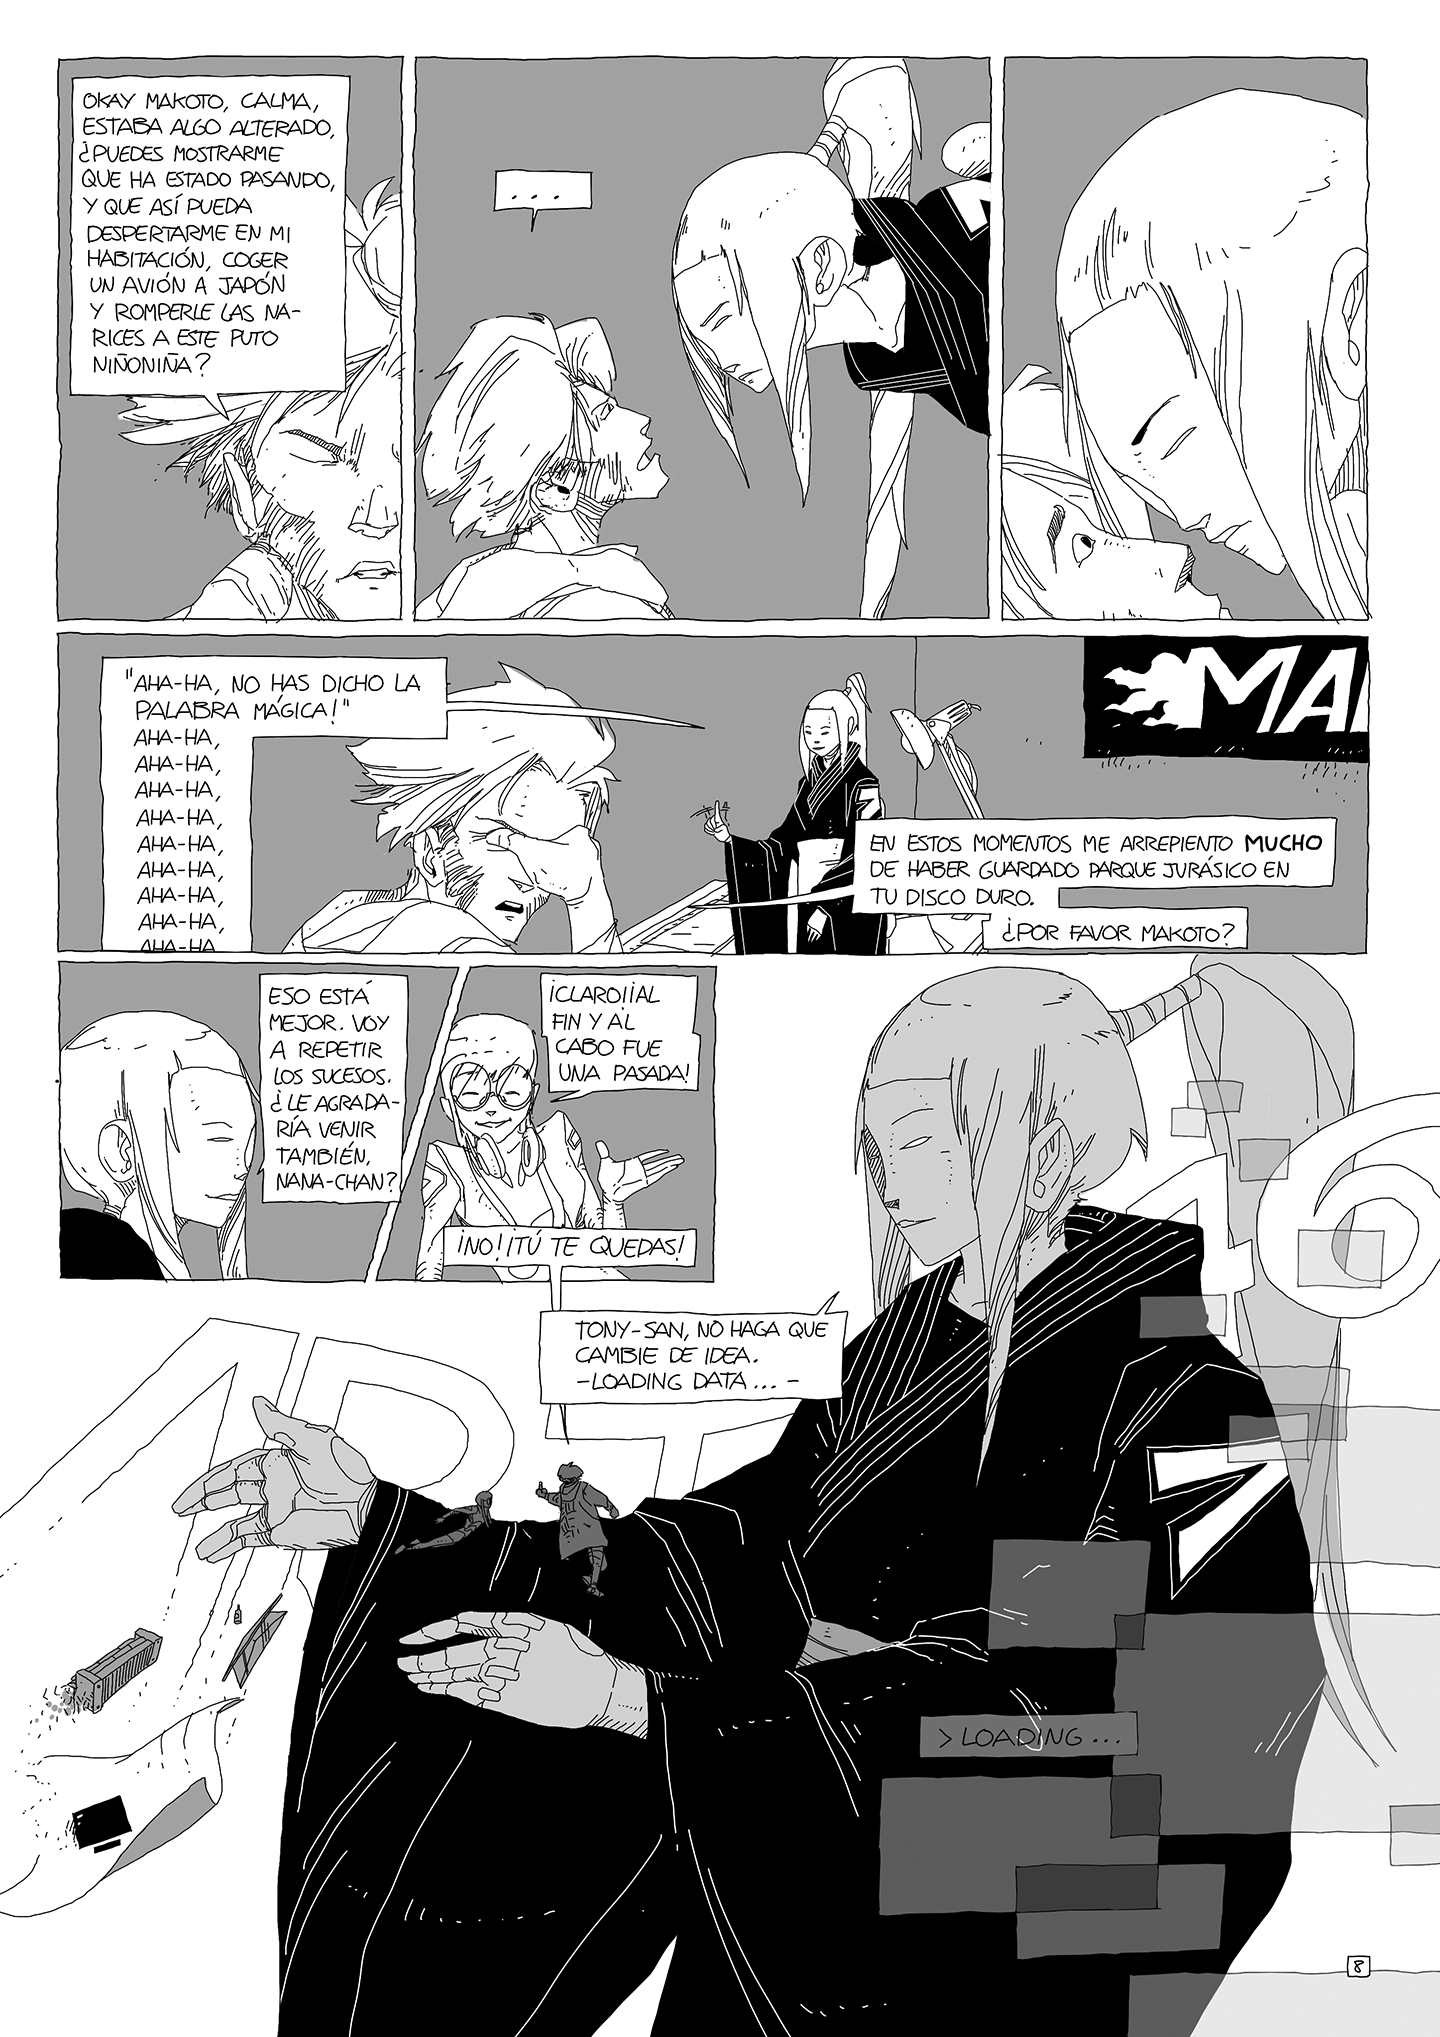 OKAY MAKOTO, CALMA,
ESTABA ALGO ALTERADO,
¿PUEDES MOSTRARME
QUE HA ESTADO PASANDO,
Y QUE ASÍ PUEDA
DESPERTARME EN MI
HABITACIÓN, COGER
UN AVIÓN A JAPÓN
Y ROMPERLE LAS NA-
RICES A ESTE PUTO
NIÑONIÑA?
....
"AHA-HA, NO HAS DICHO LA
PALABRA MÁGICA!"
AHA-HA,
AHA-HA,
AHA-HA,
AHA-HA,
AHA-HA,
AHA-HA,
AHA-HA,
AHA-HA,
AHA-HA
MAI
EN ESTOS MOMENTOS ME ARREPIENTO MUCHO
DE HABER GUARDADO PARQUE JURÁSICO EN
TU DISCO DURO.
¿POR FAVOR MAKOTO?
ESO ESTÁ
MEJOR. VOY
A REPETIR
LOS SUCESOS.
¿LE AGRADA-
RÍA VENIR
TAMBIÉN,
NANA-CHAN?
¡CLARO!¡AL
FIN Y AL
CABO FUE
UNA PASADA!
¡NO!¡TÚ TE QUEDAS!
TONY-SAN, NO HAGA QUE
CAMBIE DE IDEA.
-LOADING DATA...-
> LOADING...
8